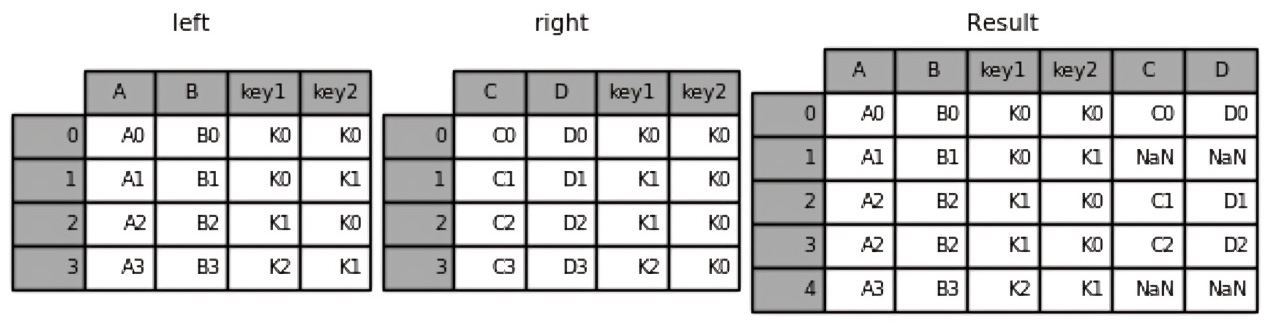 left right Result
A B key1 key2
0 A0 B0 K0 K0
1 A1 B1 K0 K1
2 A2 B2 K1 K0
3 A3 B3 K2 K1
C D key1 key2
0 C0 D0 K0 K0
1 C1 D1 K1 K0
2 C2 D2 K1 K0
3 C3 D3 K2 K0
A B key1 key2 C D
0 A0 B0 K0 K0 C0 D0
1 A1 B1 K0 K1 NaN NaN
2 A2 B2 K1 K0 C1 D1
3 A2 B2 K1 K0 C2 D2
4 A3 B3 K2 K1 NaN NaN